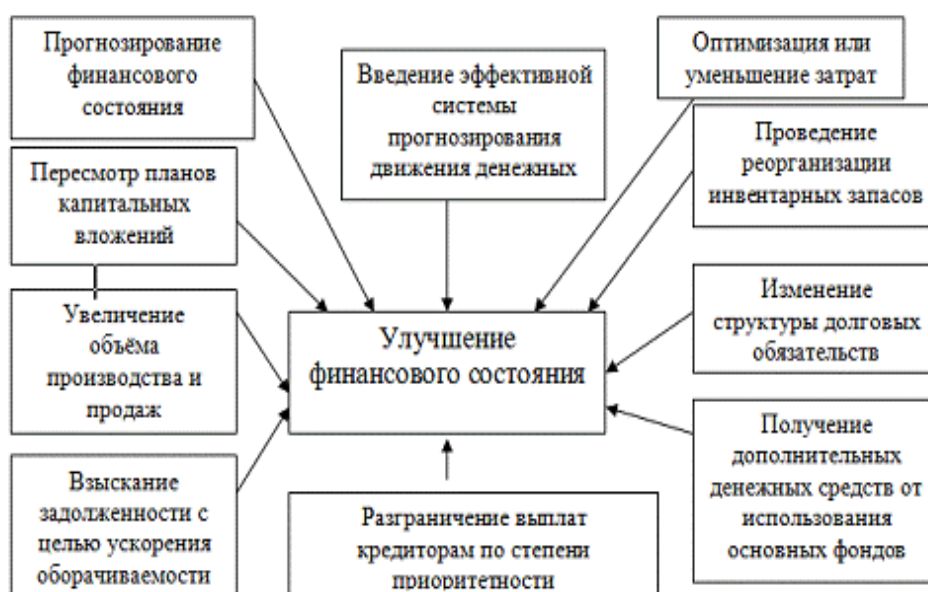 Прогнозирование
финансового
состояния
Введение эффективной
системы
прогнозирования
движения денежных
Оптимизация или
уменьшение затрат
Проведение
реорганизации
инвентарных запасов
Пересмотр планов
капитальных
вложений
Увеличение
объёма
производства и
продаж
Улучшение
финансового состояния
Изменение
структуры долговых
обязательств
Получение
дополнительных
денежных средств от
использования
основных фондов
Взыскание
задолженности с
целью ускорения
оборачиваемости
Разграничение выплат
кредиторам по степени
приоритетности